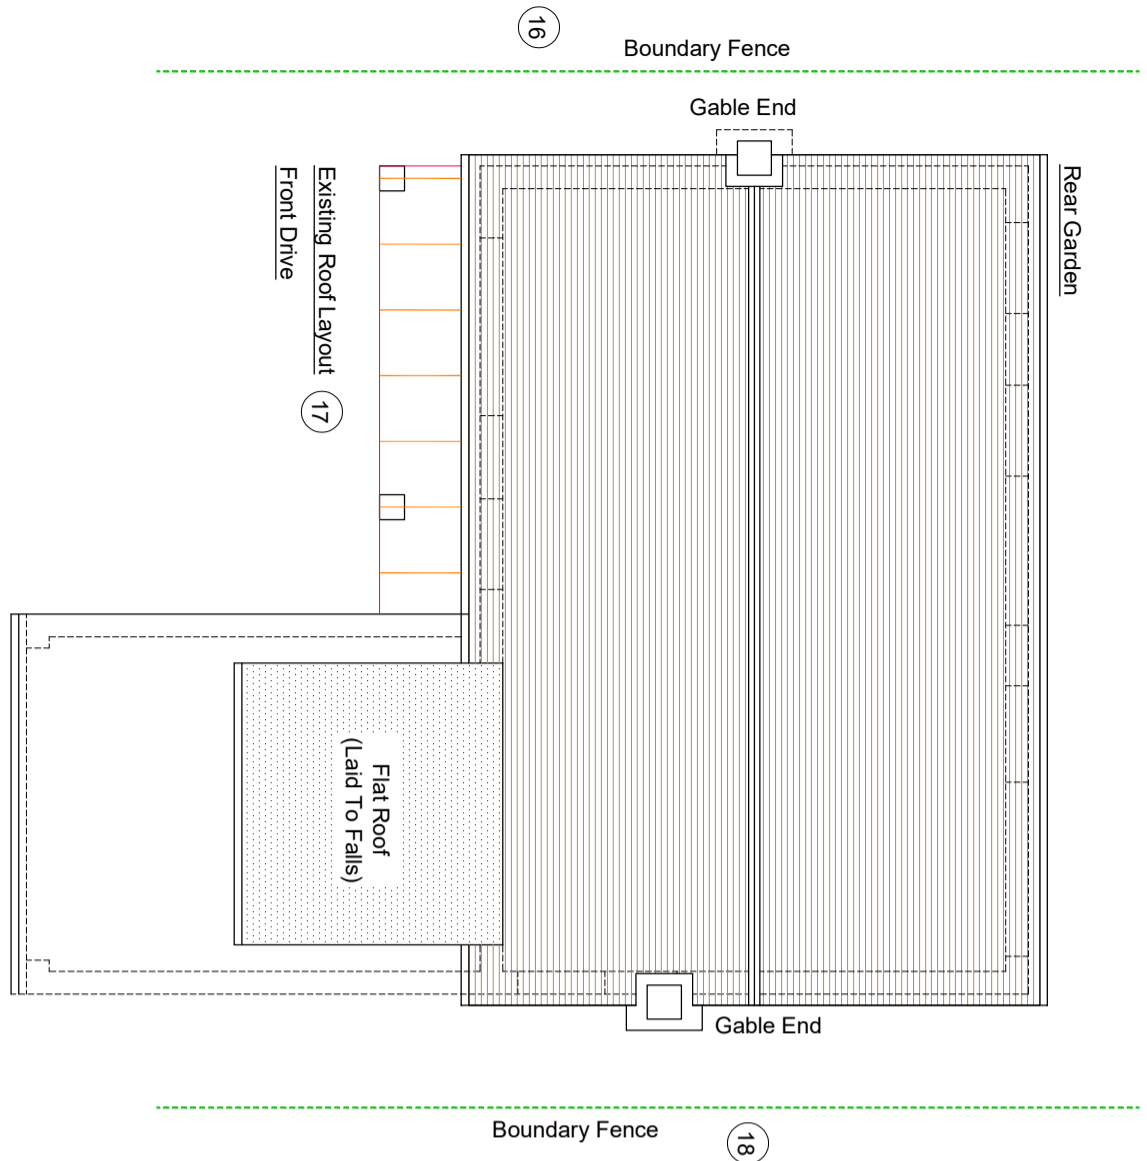 16
Boundary Fence
Gable End
Rear Garden
Existing Roof Layout
Front Drive
17
Flat Roof
(Laid To Falls)
Gable End
Boundary Fence
18